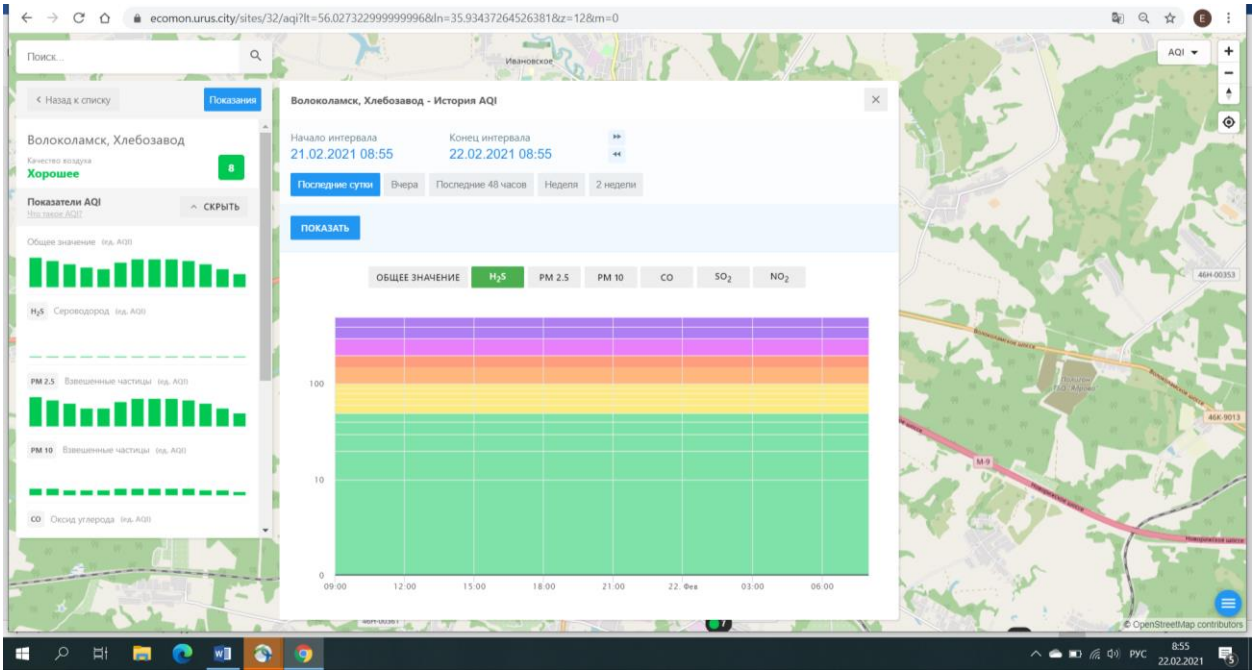 ecomon.urus.city/sites/32/aqi?lt=56.027322999999996&ln=35.93437264526381&z=12&m=0
E
Поиск...
Ивановское
AQI
+
−
< Назад к списку
Показания
Волоколамск, Хлебозавод - История AQI
×
Волоколамск, Хлебозавод
Качество воздуха
Хорошее
8
Начало интервала
Конец интервала
21.02.2021 08:55
22.02.2021 08:55
Последние сутки
Вчера
Последние 48 часов
Неделя
2 недели
Показатели AQI
Что такое AQI?
СКРЫТЬ
ПОКАЗАТЬ
Общее значение (ед. AQI)
ОБЩЕЕ ЗНАЧЕНИЕ
H₂S
PM 2.5
PM 10
CO
SO₂
NO₂
H₂S Сероводород (ед. AQI)
PM 2.5 Взвешенные частицы (ед. AQI)
PM 10 Взвешенные частицы (ед. AQI)
CO Оксид углерода (ед. AQI)
100
10
0
09:00
12:00
15:00
18:00
21:00
22. Фев
03:00
06:00
46Н-00353
Волоколамское шоссе
46К-9013
М-9
Новорижское шоссе
7
© OpenStreetMap contributors
РУС
8:55
22.02.2021
5